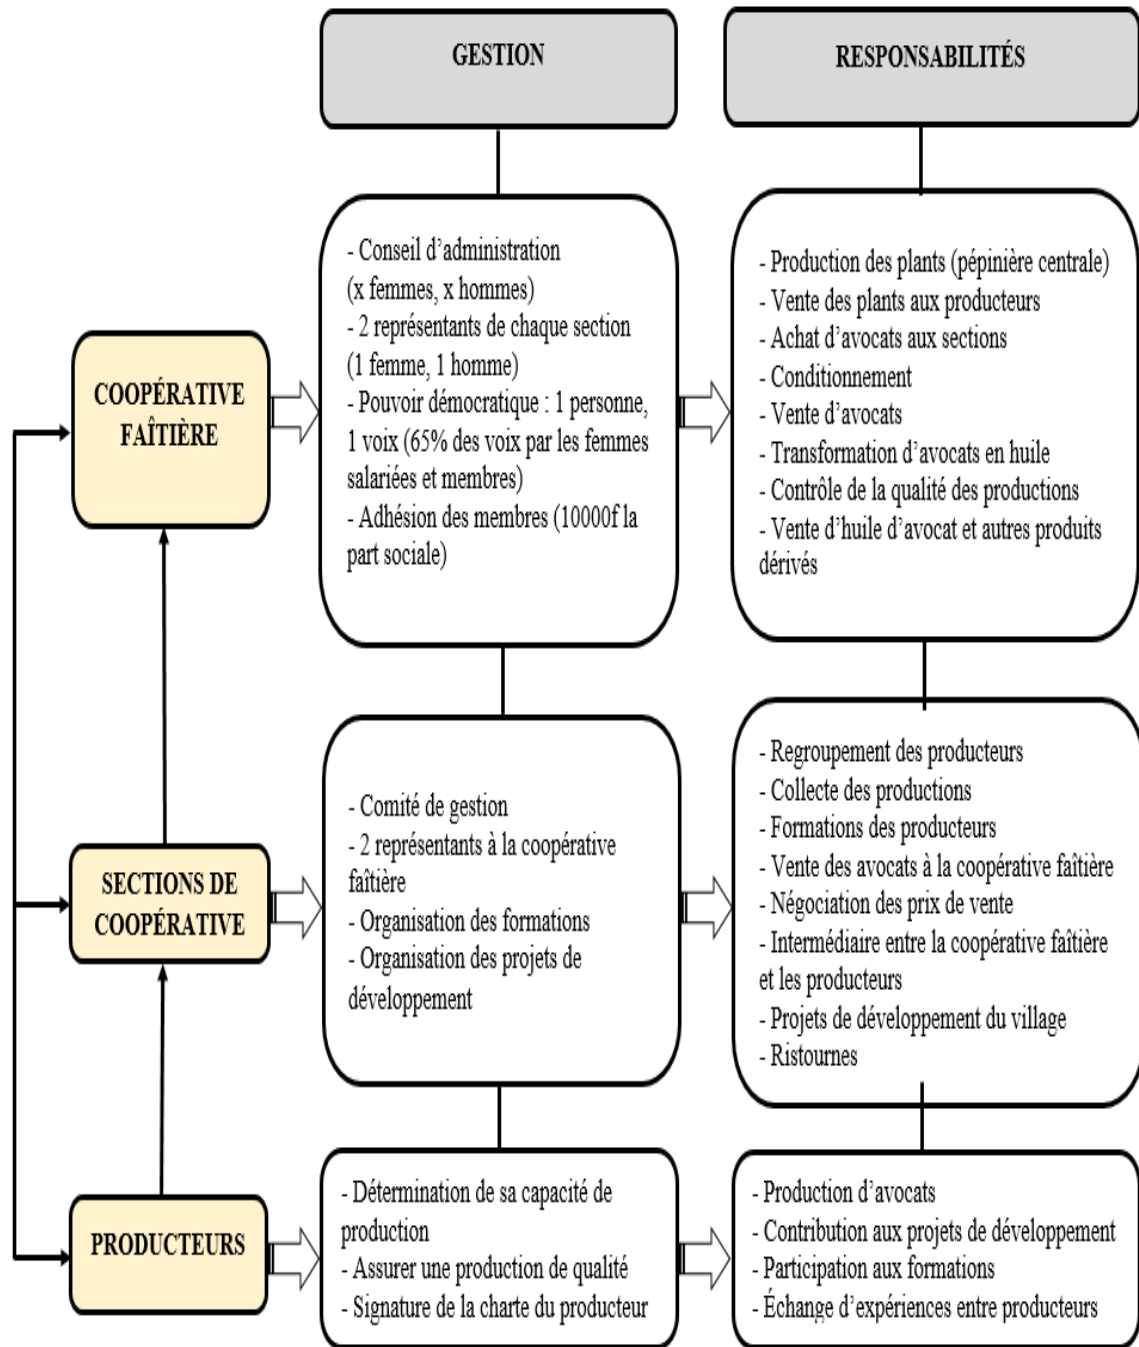 GESTION
RESPONSABILITÉS
COOPÉRATIVE
FAÎTIÈRE
- Conseil d’administration
(x femmes, x hommes)
- 2 représentants de chaque section
(1 femme, 1 homme)
- Pouvoir démocratique : 1 personne,
1 voix (65% des voix par les femmes
salariées et membres)
- Adhésion des membres (10000f la
part sociale)
- Production des plants (pépinière centrale)
- Vente des plants aux producteurs
- Achat d’avocats aux sections
- Conditionnement
- Vente d’avocats
- Transformation d’avocats en huile
- Contrôle de la qualité des productions
- Vente d’huile d’avocat et autres produits
dérivés
SECTIONS DE
COOPÉRATIVE
- Comité de gestion
- 2 représentants à la coopérative
faîtière
- Organisation des formations
- Organisation des projets de
développement
- Regroupement des producteurs
- Collecte des productions
- Formations des producteurs
- Vente des avocats à la coopérative faîtière
- Négociation des prix de vente
- Intermédiaire entre la coopérative faîtière
et les producteurs
- Projets de développement du village
- Ristournes
PRODUCTEURS
- Détermination de sa capacité de
production
- Assurer une production de qualité
- Signature de la charte du producteur
- Production d’avocats
- Contribution aux projets de développement
- Participation aux formations
- Échange d’expériences entre producteurs